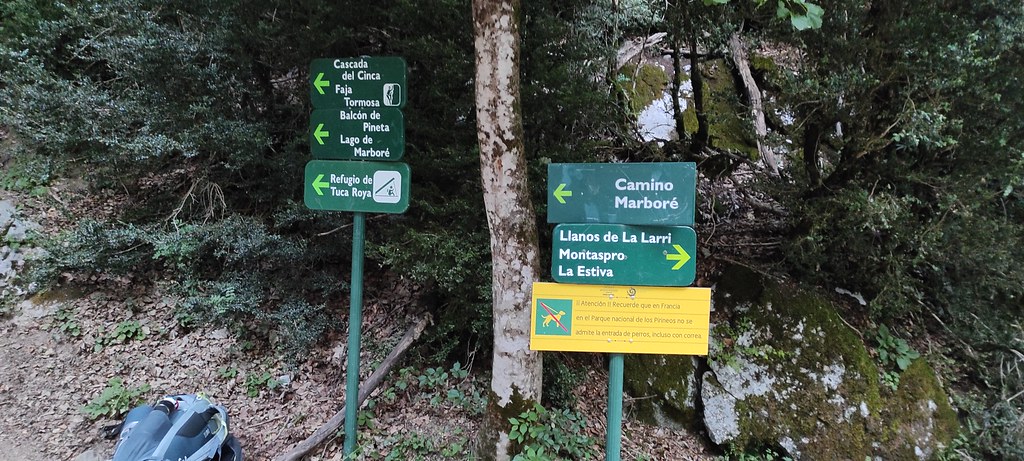 Cascada
del Cinca
Faja
Tormosa
Balcón de
Pineta
Lago de
Marboré
Refugio de
Tuca Roya
Camino
Marboré
Llanos de La Larri
Montaspro
La Estiva
¡¡ Atención !! Recuerde que en Francia
en el Parque nacional de los Pirineos no se
admite la entrada de perros, incluso con correa